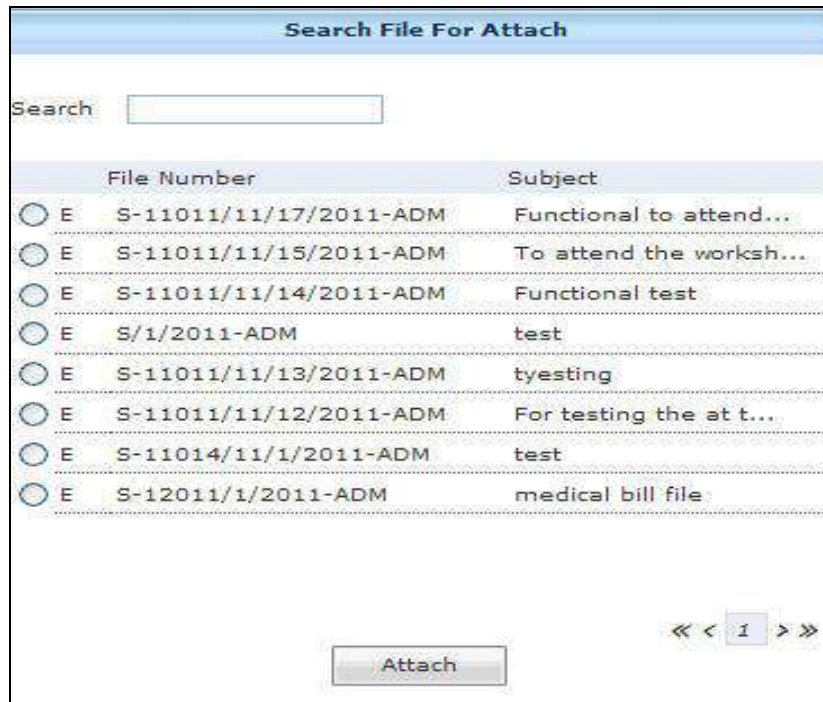 Search File For Attach
Search
File Number Subject
E S-11011/11/17/2011-ADM Functional to attend...
E S-11011/11/15/2011-ADM To attend the worksh...
E S-11011/11/14/2011-ADM Functional test
E S/1/2011-ADM test
E S-11011/11/13/2011-ADM tyesting
E S-11011/11/12/2011-ADM For testing the at t...
E S-11014/11/1/2011-ADM test
E S-12011/1/2011-ADM medical bill file
« < 1 > »
Attach